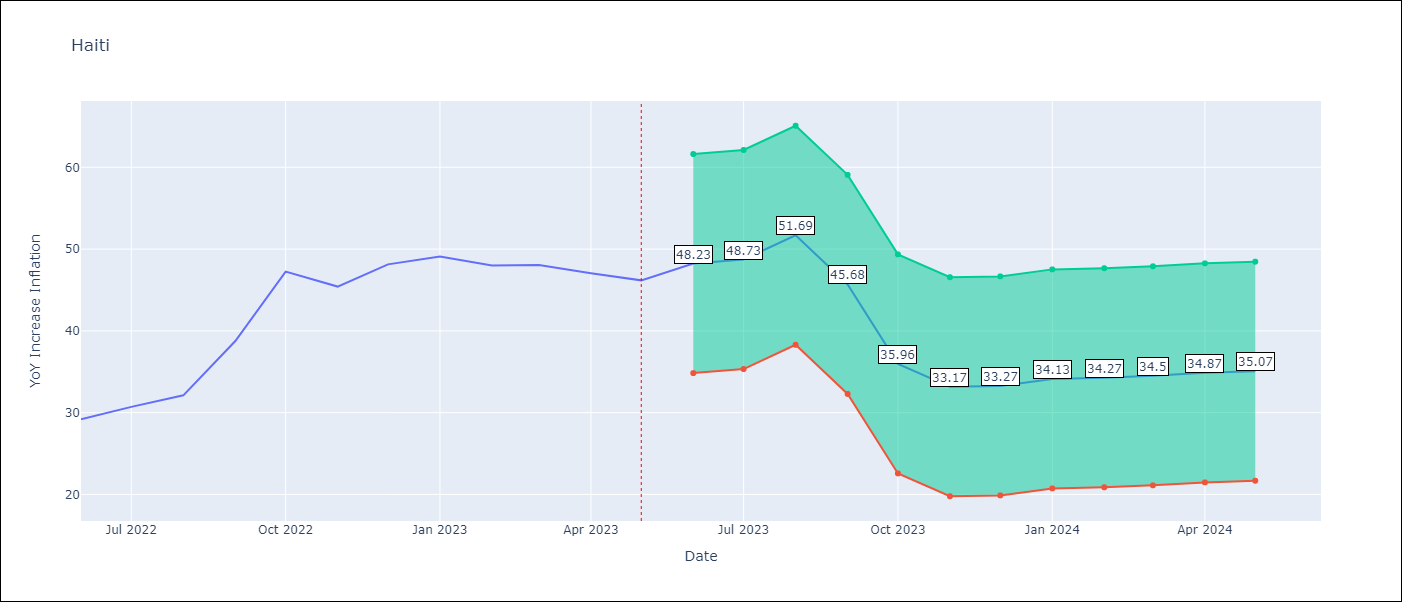 Haiti
YoY Increase Inflation
60
50
40
30
20
48.23
48.73
51.69
45.68
35.96
33.17
33.27
34.13
34.27
34.5
34.87
35.07
Jul 2022
Oct 2022
Jan 2023
Apr 2023
Jul 2023
Oct 2023
Jan 2024
Apr 2024
Date